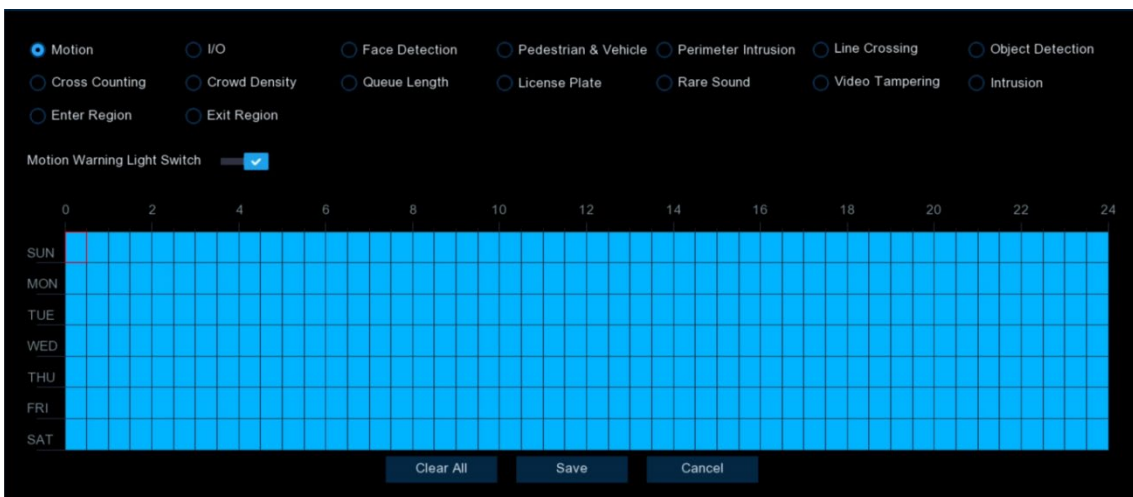 Motion I/O Face Detection Pedestrian & Vehicle Perimeter Intrusion Line Crossing Object Detection
Cross Counting Crowd Density Queue Length License Plate Rare Sound Video Tampering Intrusion
Enter Region Exit Region
Motion Warning Light Switch
0 2 4 6 8 10 12 14 16 18 20 22 24
SUN
MON
TUE
WED
THU
FRI
SAT
Clear All Save Cancel